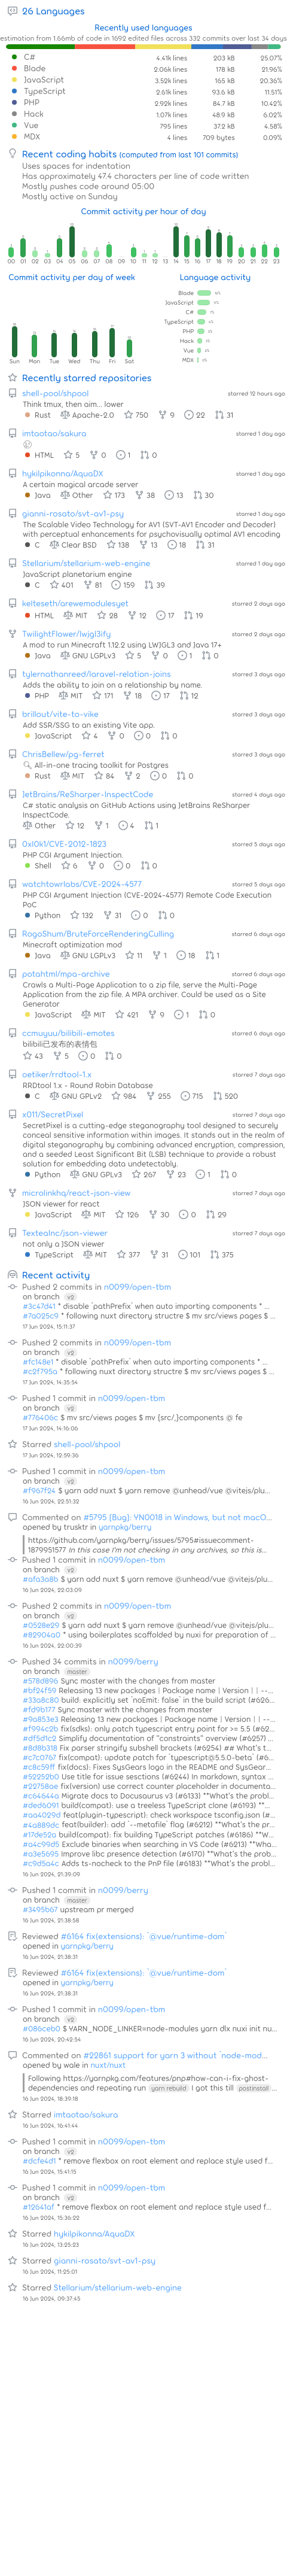 26 Languages
Recently used languages
estimation from 1.66mb of code in 1692 edited files across 332 commits over last 34 days
C# 4.41k lines 203 kB 25.07%
Blade 2.06k lines 178 kB 21.96%
JavaScript 3.52k lines 165 kB 20.36%
TypeScript 2.61k lines 93.6 kB 11.51%
PHP 2.92k lines 84.7 kB 10.42%
Hack 1.07k lines 48.9 kB 6.02%
Vue 795 lines 37.2 kB 4.58%
MDX 4 lines 709 bytes 0.09%
Recent coding habits (computed from last 101 commits)
Uses spaces for indentation
Has approximately 47.4 characters per line of code written
Mostly pushes code around 05:00
Mostly active on Sunday
Commit activity per hour of day
00 01 02 03 04 05 06 07 08 09 10 11 12 13 14 15 16 17 18 19 20 21 22 23
Commit activity per day of week
Language activity
Blade
JavaScript
C#
TypeScript
PHP
Hack
Vue
MDX
Sun Mon Tue Wed Thu Fri Sat
Recently starred repositories
shell-pool/shpool starred 12 hours ago
Think tmux, then aim... lower
Rust Apache-2.0 750 9 22 31
imtaotao/sakura starred 1 day ago
HTML 5 0 1 0
hykilpikonna/AquaDX starred 1 day ago
A certain magical arcade server
Java Other 173 38 13 30
gianni-rosato/svt-av1-psy starred 1 day ago
The Scalable Video Technology for AV1 (SVT-AV1 Encoder and Decoder)
with perceptual enhancements for psychovisually optimal AV1 encoding
C Clear BSD 138 13 18 31
Stellarium/stellarium-web-engine starred 1 day ago
JavaScript planetarium engine
C 401 81 159 39
kelteseth/arewemodulesyet starred 2 days ago
HTML MIT 28 12 17 19
TwilightFlower/lwjgl3ify starred 2 days ago
A mod to run Minecraft 1.12.2 using LWJGL3 and Java 17+
Java GNU LGPLv3 5 0 1 0
tylernathanreed/laravel-relation-joins starred 3 days ago
Adds the ability to join on a relationship by name.
PHP MIT 171 18 17 12
brillout/vite-to-vike starred 3 days ago
Add SSR/SSG to an existing Vite app.
JavaScript 4 0 0 0
ChrisBellew/pg-ferret starred 3 days ago
🔍 All-in-one tracing toolkit for Postgres
Rust MIT 64 2 0 0
JetBrains/ReSharper-InspectCode starred 4 days ago
C# static analysis on GitHub Actions using JetBrains ReSharper
InspectCode.
Other 12 1 4 1
0xl0k1/CVE-2012-1823 starred 5 days ago
PHP CGI Argument Injection.
Shell 6 0 0 0
watchtowrlabs/CVE-2024-4577 starred 5 days ago
PHP CGI Argument Injection (CVE-2024-4577) Remote Code Execution
PoC
Python 132 31 0 0
RogoShum/BruteForceRenderingCulling starred 6 days ago
Minecraft optimization mod
Java GNU LGPLv3 11 1 18 1
potahtml/mpa-archive starred 6 days ago
Crawls a Multi-Page Application to a zip file, serve the Multi-Page
Application from the zip file. A MPA archiver. Could be used as a Site
Generator
JavaScript MIT 421 9 1 0
ccmuyuu/bilibili-emotes starred 6 days ago
bilibili已发布的表情包
43 5 0 0
oetiker/rrdtool-1.x starred 7 days ago
RRDtool 1.x - Round Robin Database
C GNU GPLv2 984 255 715 520
x011/SecretPixel starred 7 days ago
SecretPixel is a cutting-edge steganography tool designed to securely
conceal sensitive information within images. It stands out in the realm of
digital steganography by combining advanced encryption, compression,
and a seeded Least Significant Bit (LSB) technique to provide a robust
solution for embedding data undetectably.
Python GNU GPLv3 267 23 1 0
microlinkhq/react-json-view starred 7 days ago
JSON viewer for react
JavaScript MIT 126 30 0 29
TexteaInc/json-viewer starred 7 days ago
not only a JSON viewer
TypeScript MIT 377 31 101 375
Recent activity
Pushed 2 commits in n0099/open-tbm
on branch v2
#3c47d41 * disable `pathPrefix` when auto importing components * ...
#7a025c9 * following nuxt directory structre $ mv src/views pages $ ...
17 Jun 2024, 15:11:37
Pushed 2 commits in n0099/open-tbm
on branch v2
#fc148e1 * disable `pathPrefix` when auto importing components * ...
#c2f795a * following nuxt directory structre $ mv src/views pages $ ...
17 Jun 2024, 14:35:54
Pushed 1 commit in n0099/open-tbm
on branch v2
#776406c $ mv src/views pages $ mv {src/,}components @ fe
17 Jun 2024, 14:16:06
Starred shell-pool/shpool
17 Jun 2024, 12:59:36
Pushed 1 commit in n0099/open-tbm
on branch v2
#f967f24 $ yarn add nuxt $ yarn remove @unhead/vue @vitejs/plu...
16 Jun 2024, 22:51:32
Commented on #5795 [Bug]: YN0018 in Windows, but not macO...
opened by trusktr in yarnpkg/berry
https://github.com/yarnpkg/berry/issues/5795#issuecomment-
1879951577 In this case I'm not checking in any archives, so this is...
Pushed 1 commit in n0099/open-tbm
on branch v2
#afa3a8b $ yarn add nuxt $ yarn remove @unhead/vue @vitejs/plu...
16 Jun 2024, 22:03:09
Pushed 2 commits in n0099/open-tbm
on branch v2
#0528e29 $ yarn add nuxt $ yarn remove @unhead/vue @vitejs/plu...
#82904a0 * using boilerplates scaffoled by nuxi for preparation of ...
16 Jun 2024, 22:00:39
Pushed 34 commits in n0099/berry
on branch master
#578d896 Sync master with the changes from master
#bf24f59 Releasing 13 new packages | Package name | Version | | --...
#33a8c80 build: explicitly set `noEmit: false` in the base tsconfig (#626...
#fd9b177 Sync master with the changes from master
#9a853e3 Releasing 13 new packages | Package name | Version | | --...
#f994c2b fix(sdks): only patch typescript entry point for >= 5.5 (#62...
#df5d1c2 Simplify documentation of "constraints" overview (#6257) ...
#8d8b318 Fix parser stringify subshell brackets (#6254) ## What's t...
#c7c0767 fix(compat): update patch for `typescript@5.5.0-beta` (#6...
#c8c59ff fix(docs): Fixes SysGears logo in the README and SysGear...
#52252b0 Use title for issue sesctions (#6244) In markdown, syntax ...
#22758ae fix(version) use correct yarn placeholder and documenta...
#c64644a Migrate docs to Docusaurus v3 (#6133) **What's the probl...
#ded6091 build(compat): use a tribeless TypeScript clone (#6193) **...
#aa4029d feat(plugin-typescript): check workspace tsconfig.json (#...
#4a889dc feat(builder): add `--metafile` flag (#6212) **What's the pr...
#17de52a build(compat): fix building TypeScript patches (#6186) **W...
#a4c99d5 Exclude binaries when searching in VS Code (#6213) **Wha...
#a3e5695 Improve libc presence detection (#6170) **What's the prob...
#c9d5a4c Adds ts-nocheck to the PnP file (#6183) **What's the probl...
16 Jun 2024, 21:39:09
Pushed 1 commit in n0099/berry
on branch master
#3495b67 upstream pr merged
16 Jun 2024, 21:38:58
Reviewed #6164 fix(extensions): `@vue/runtime-dom`
opened in yarnpkg/berry
16 Jun 2024, 21:38:31
Reviewed #6164 fix(extensions): `@vue/runtime-dom`
opened in yarnpkg/berry
16 Jun 2024, 21:38:31
Pushed 1 commit in n0099/open-tbm
on branch v2
#086ceb0 $ YARN_NODE_LINKER=node-modules yarn dlx nuxi init nu...
16 Jun 2024, 20:42:54
Commented on #22861 support for yarn 3 without `node-mod...
opened by wole in nuxt/nuxt
Following https://yarnpkg.com/features/pnp#how-can-i-fix-ghost-
dependencies and repeating run yarn rebuild I got this till postinstall ...
16 Jun 2024, 18:39:18
Starred imtaotao/sakura
16 Jun 2024, 16:41:44
Pushed 1 commit in n0099/open-tbm
on branch v2
#dcfe4d1 * remove flexbox on root element and replace style used f...
16 Jun 2024, 15:41:15
Pushed 1 commit in n0099/open-tbm
on branch v2
#12641af * remove flexbox on root element and replace style used f...
16 Jun 2024, 15:36:22
Starred hykilpikonna/AquaDX
16 Jun 2024, 13:25:23
Starred gianni-rosato/svt-av1-psy
16 Jun 2024, 11:25:01
Starred Stellarium/stellarium-web-engine
16 Jun 2024, 09:37:45